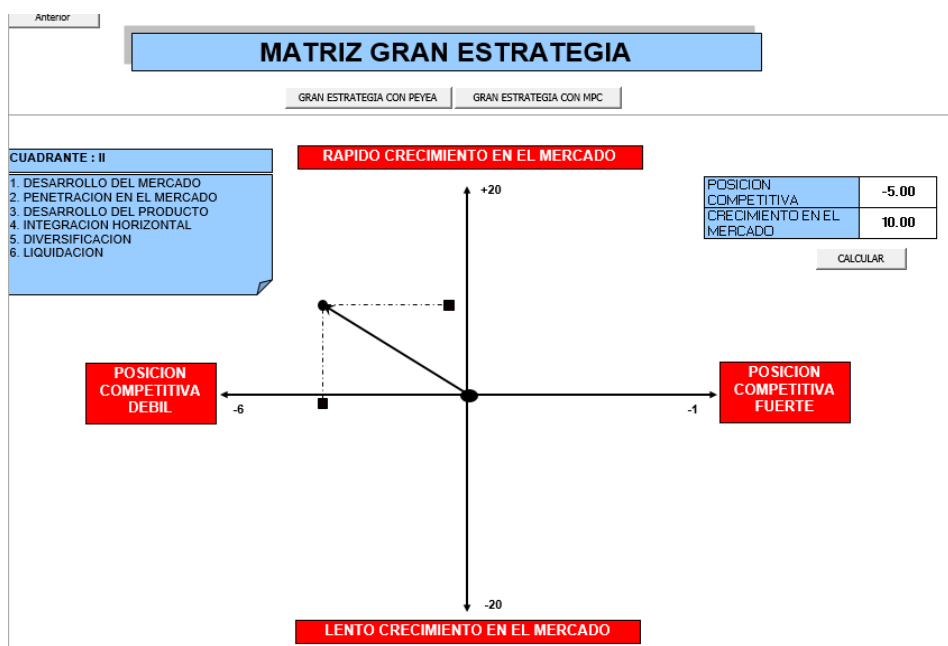 Anterior
MATRIZ GRAN ESTRATEGIA
GRAN ESTRATEGIA CON PEYEA
GRAN ESTRATEGIA CON MPC
CUADRANTE : II
1. DESARROLLO DEL MERCADO
2. PENETRACION EN EL MERCADO
3. DESARROLLO DEL PRODUCTO
4. INTEGRACION HORIZONTAL
5. DIVERSIFICACION
6. LIQUIDACION
RAPIDO CRECIMIENTO EN EL MERCADO
+20
POSICION
COMPETITIVA
-5.00
CRECIMIENTO EN EL
MERCADO
10.00
CALCULAR
POSICION
COMPETITIVA
DEBIL
-6
-1
POSICION
COMPETITIVA
FUERTE
-20
LENTO CRECIMIENTO EN EL MERCADO